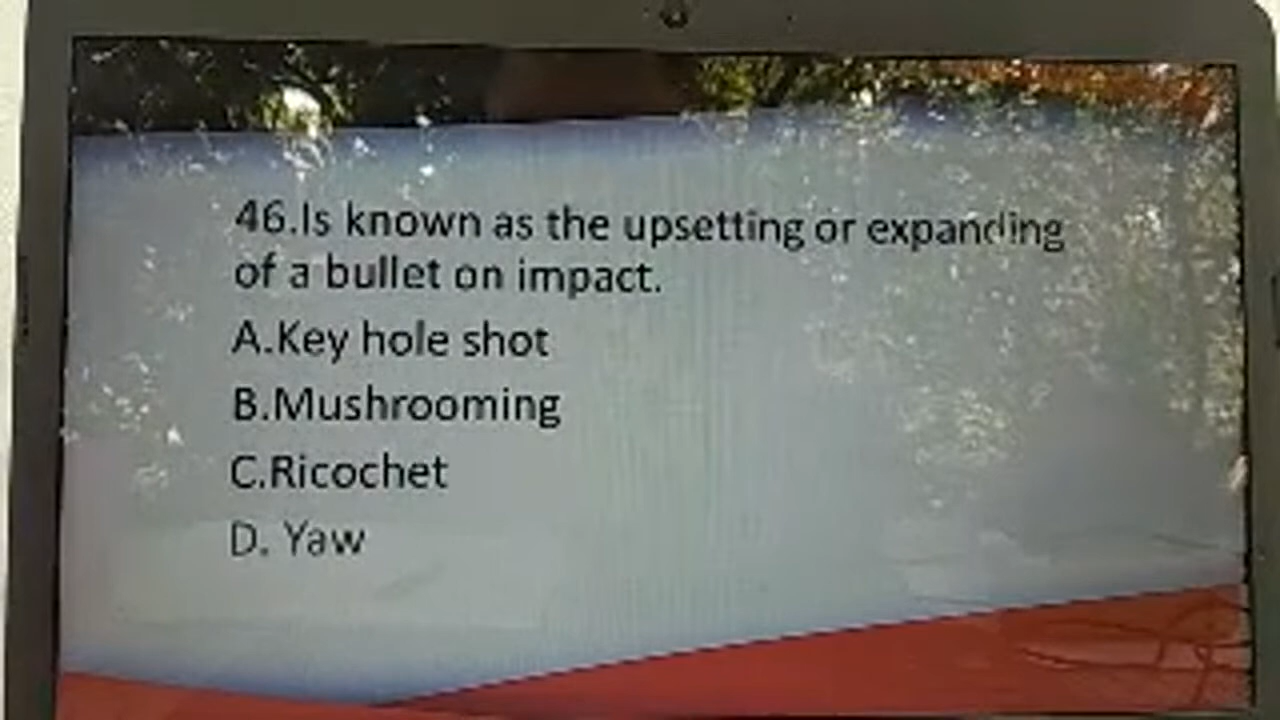 46.Is known as the upsetting or expanding
of a bullet on impact.
A.Key hole shot
B.Mushrooming
C.Ricochet
D. Yaw